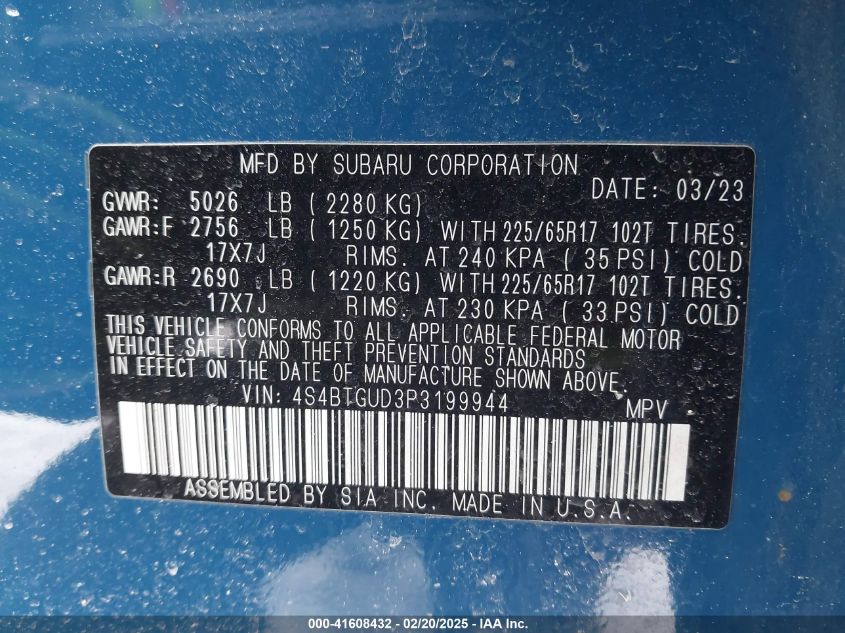 MFD BY SUBARU CORPORATION
DATE: 03/23
GVWR: 5026 LB ( 2280 KG)
GAWR:F 2756 LB ( 1250 KG) WITH 225/65R17 102T TIRES.
17X7J RIMS. AT 240 KPA ( 35 PSI) COLD
GAWR:R 2690 LB ( 1220 KG) WITH 225/65R17 102T TIRES.
17X7J RIMS. AT 230 KPA ( 33 PSI) COLD
THIS VEHICLE CONFORMS TO ALL APPLICABLE FEDERAL MOTOR
VEHICLE SAFETY AND THEFT PREVENTION STANDARDS
IN EFFECT ON THE DATE OF MANUFACTURE SHOWN ABOVE.
VIN: 4S4BTGUD3P3199944 MPV
ASSEMBLED BY SIA INC. MADE IN U.S.A.
000-41608432 - 02/20/2025 - IAA Inc.